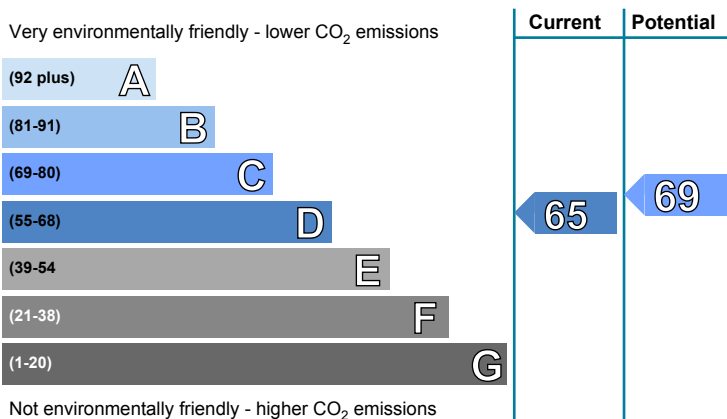 Current Potential
Very environmentally friendly - lower CO2 emissions
(92 plus) A
(81-91) B
(69-80) C
(55-68) D
65
69
(39-54 E
(21-38) F
(1-20) G
Not environmentally friendly - higher CO2 emissions